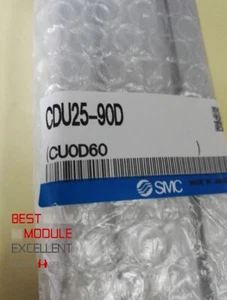 CDU25-90D
(CU0D60 )
SMC
BEST
MODULE
EXCELLENT